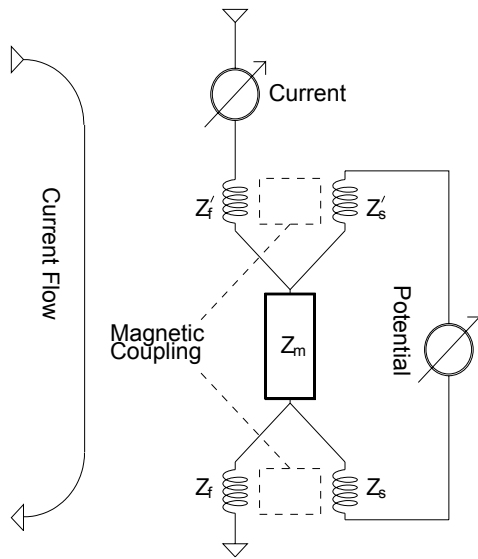 Current
Z′f
Z′s
Current Flow
Magnetic
Coupling
Zm
Potential
Zf
Zs